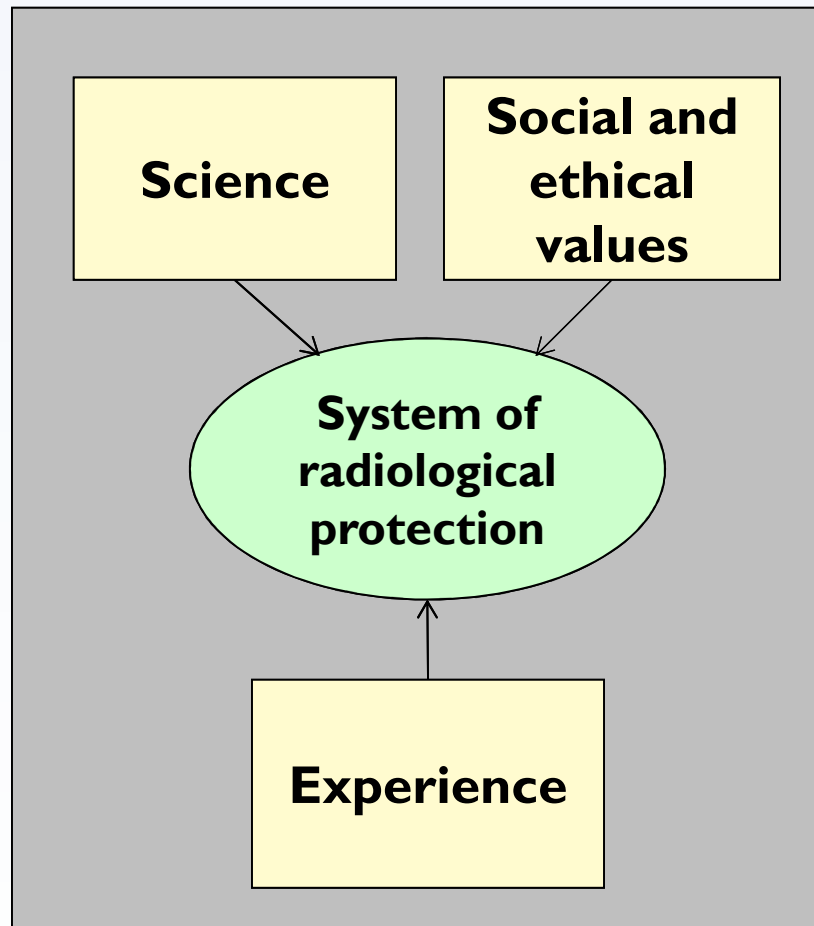 Science
Social and
ethical
values
System of
radiological
protection
Experience